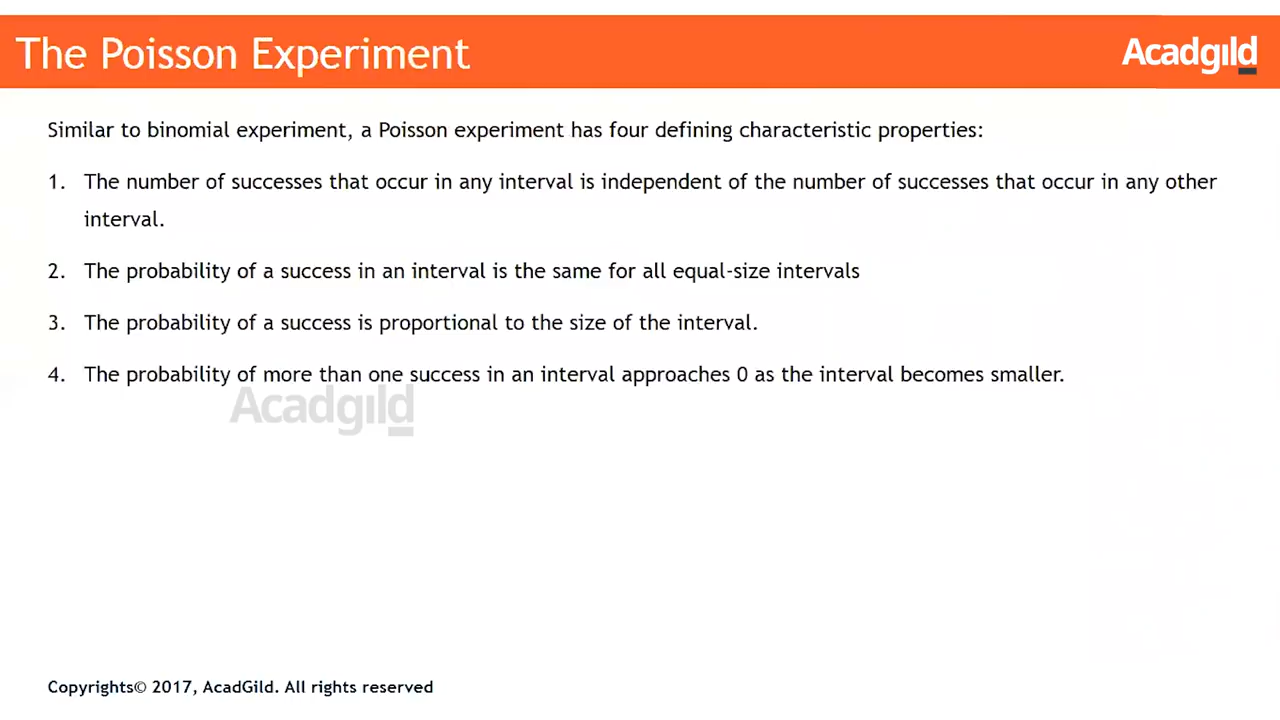 The Poisson Experiment
Acadgild
Similar to binomial experiment, a Poisson experiment has four defining characteristic properties:
1. The number of successes that occur in any interval is independent of the number of successes that occur in any other
interval.
2. The probability of a success in an interval is the same for all equal-size intervals
3. The probability of a success is proportional to the size of the interval.
4. The probability of more than one success in an interval approaches 0 as the interval becomes smaller.
Acadgild
Copyrights© 2017, AcadGild. All rights reserved